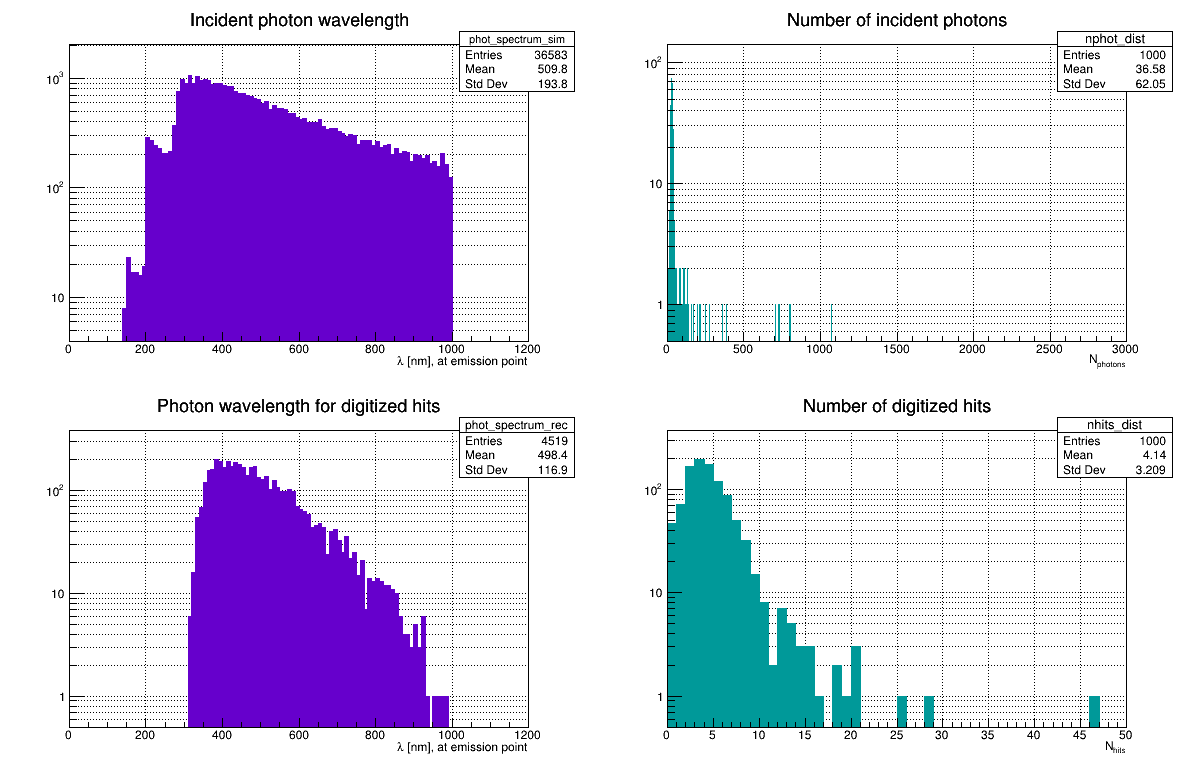 Incident photon wavelength
phot_spectrum_sim
Entries 36583
Mean 509.8
Std Dev 193.8
10³
10²
10
0 200 400 600 800 1000 1200
λ [nm], at emission point
Number of incident photons
nphot_dist
Entries 1000
Mean 36.58
Std Dev 62.05
10²
10
1
0 500 1000 1500 2000 2500 3000
Nphotons
Photon wavelength for digitized hits
phot_spectrum_rec
Entries 4519
Mean 498.4
Std Dev 116.9
10²
10
1
0 200 400 600 800 1000 1200
λ [nm], at emission point
Number of digitized hits
nhits_dist
Entries 1000
Mean 4.14
Std Dev 3.209
10²
10
1
0 5 10 15 20 25 30 35 40 45 50
Nhits